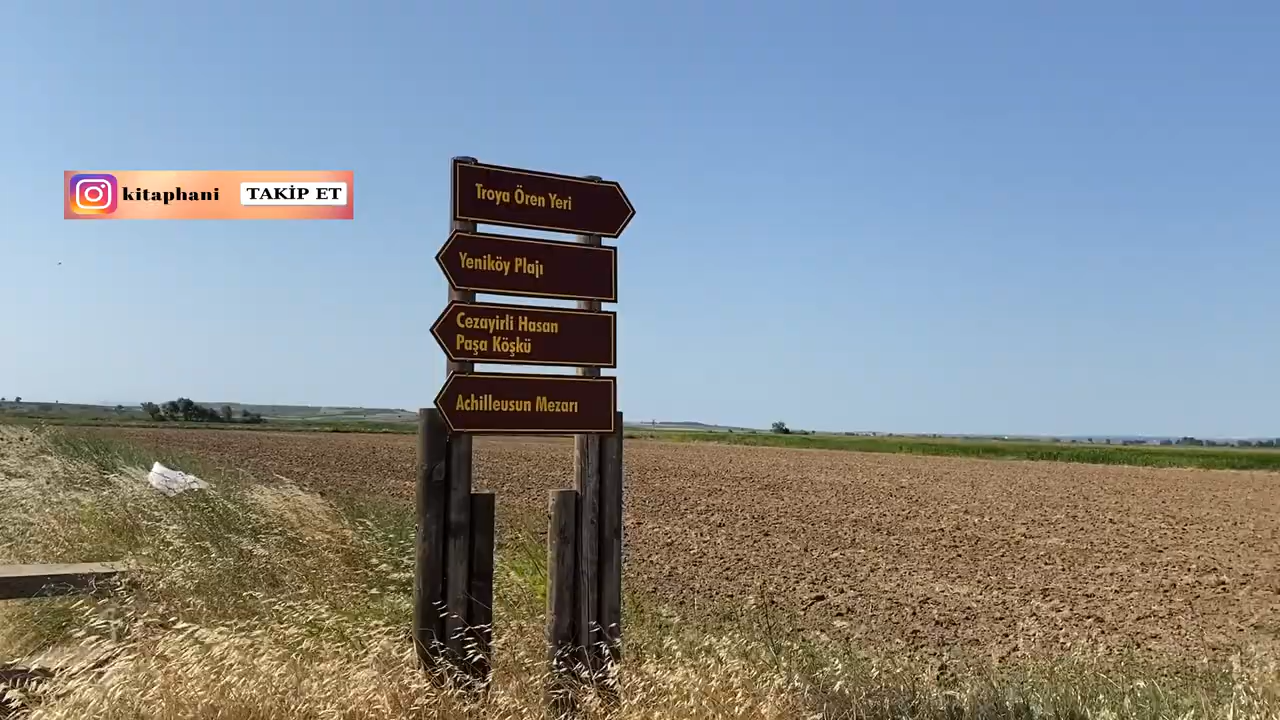 kitaphani TAKİP ET
Troya Ören Yeri
Yeniköy Plajı
Cezayirli Hasan
Paşa Köşkü
Achilleusun Mezarı